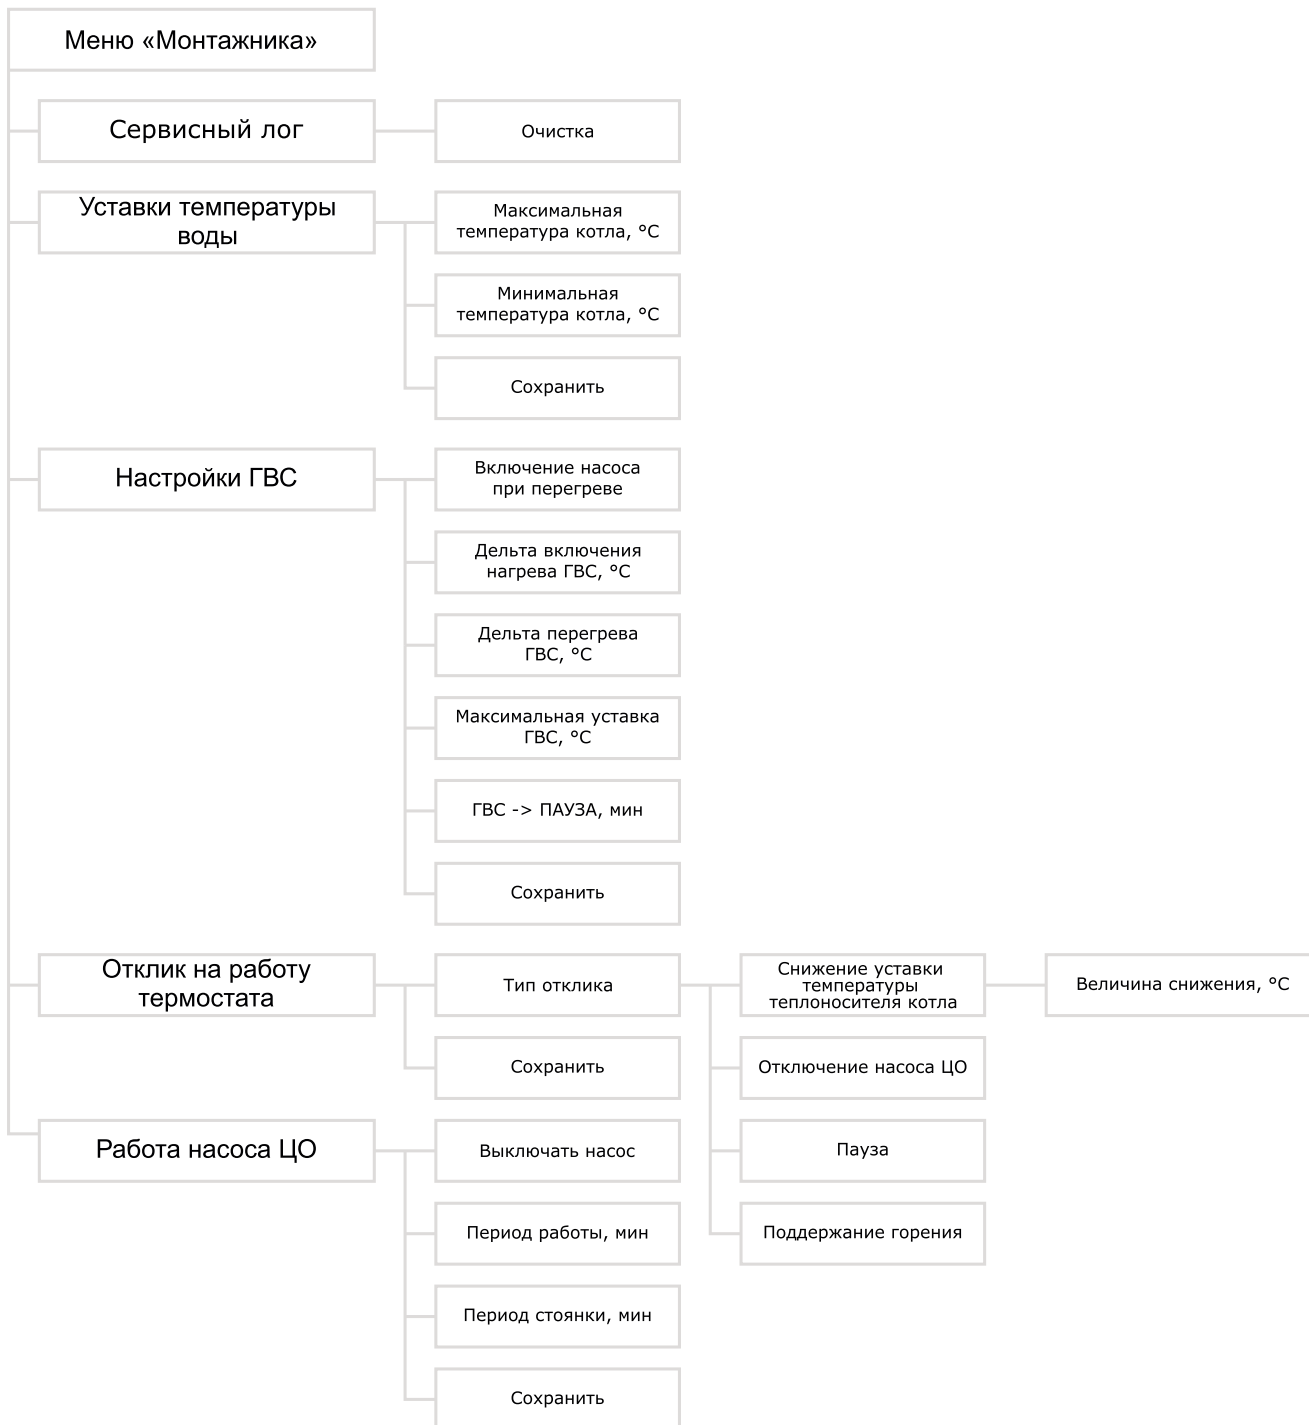 Меню «Монтажника»
Сервисный лог
Очистка
Уставки температуры
воды
Максимальная
температура котла, °C
Минимальная
температура котла, °C
Сохранить
Настройки ГВС
Включение насоса
при перегреве
Дельта включения
нагрева ГВС, °C
Дельта перегрева
ГВС, °C
Максимальная уставка
ГВС, °C
ГВС -> ПАУЗА, мин
Сохранить
Отклик на работу
термостата
Тип отклика
Снижение уставки
температуры
теплоносителя котла
Величина снижения, °C
Сохранить
Отключение насоса ЦО
Работа насоса ЦО
Выключать насос
Пауза
Период работы, мин
Поддержание горения
Период стоянки, мин
Сохранить